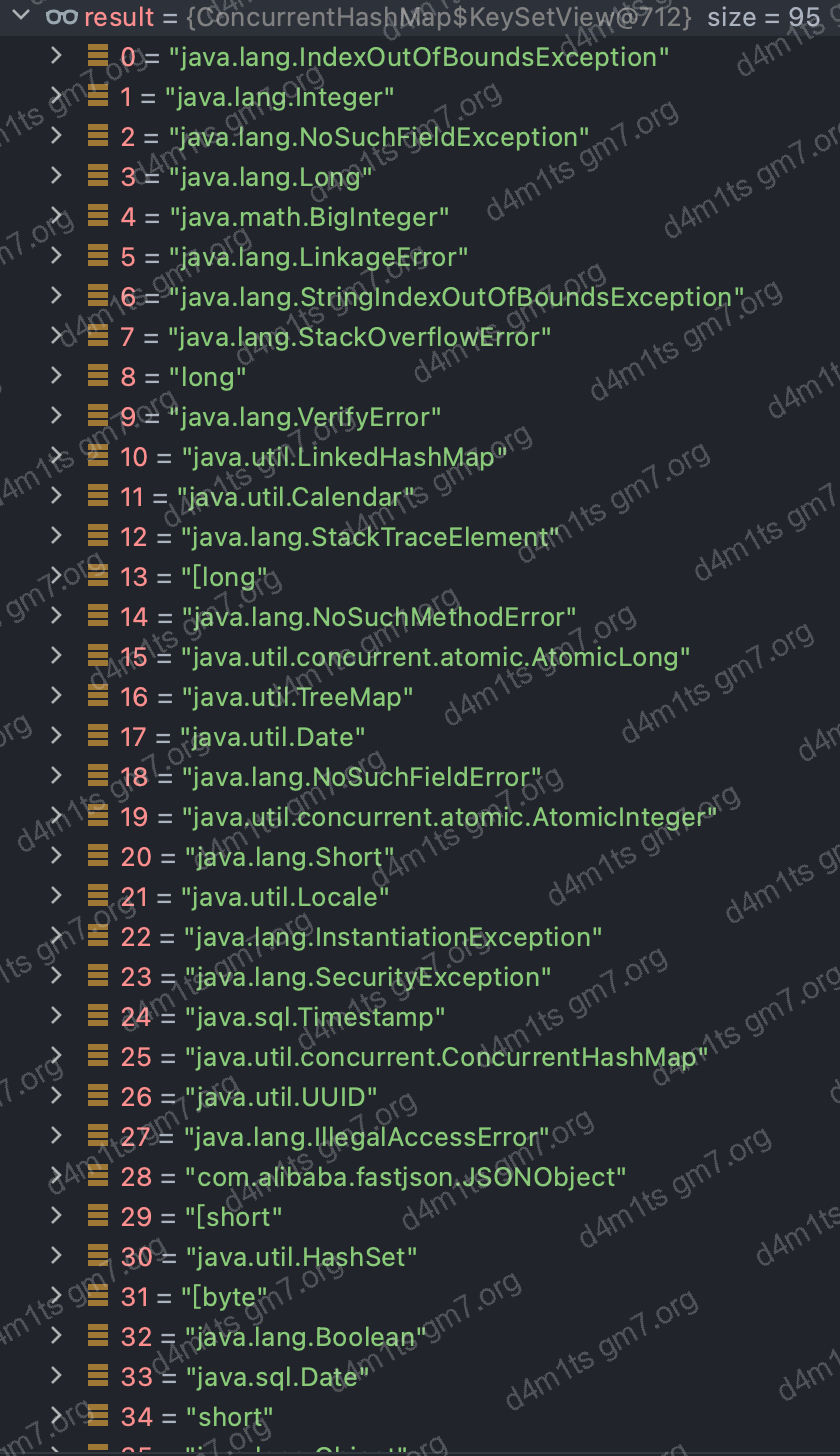 result = {ConcurrentHashMap$KeySetView@712} size = 95
0 = "java.lang.IndexOutOfBoundsException"
1 = "java.lang.Integer"
2 = "java.lang.NoSuchFieldException"
3 = "java.lang.Long"
4 = "java.math.BigInteger"
5 = "java.lang.LinkageError"
6 = "java.lang.StringIndexOutOfBoundsException"
7 = "java.lang.StackOverflowError"
8 = "long"
9 = "java.lang.VerifyError"
10 = "java.util.LinkedHashMap"
11 = "java.util.Calendar"
12 = "java.lang.StackTraceElement"
13 = "[long"
14 = "java.lang.NoSuchMethodError"
15 = "java.util.concurrent.atomic.AtomicLong"
16 = "java.util.TreeMap"
17 = "java.util.Date"
18 = "java.lang.NoSuchFieldError"
19 = "java.util.concurrent.atomic.AtomicInteger"
20 = "java.lang.Short"
21 = "java.util.Locale"
22 = "java.lang.InstantiationException"
23 = "java.lang.SecurityException"
24 = "java.sql.Timestamp"
25 = "java.util.concurrent.ConcurrentHashMap"
26 = "java.util.UUID"
27 = "java.lang.IllegalAccessError"
28 = "com.alibaba.fastjson.JSONObject"
29 = "[short"
30 = "java.util.HashSet"
31 = "[byte"
32 = "java.lang.Boolean"
33 = "java.sql.Date"
34 = "short"
d4m1ts gm7.org